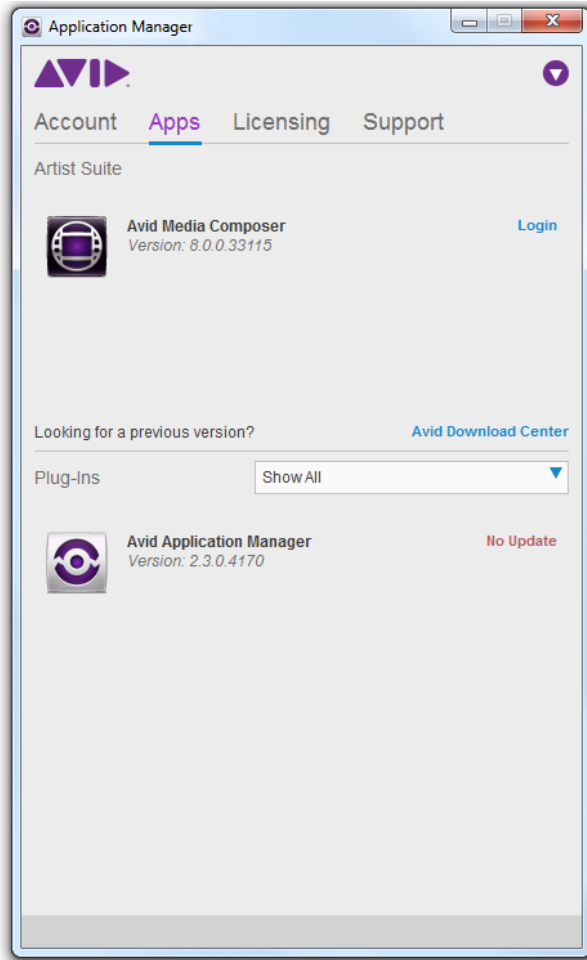 Application Manager
AVID
Account Apps Licensing Support
Artist Suite
Avid Media Composer Login
Version: 8.0.0.33115
Looking for a previous version? Avid Download Center
Plug-Ins Show All
Avid Application Manager No Update
Version: 2.3.0.4170